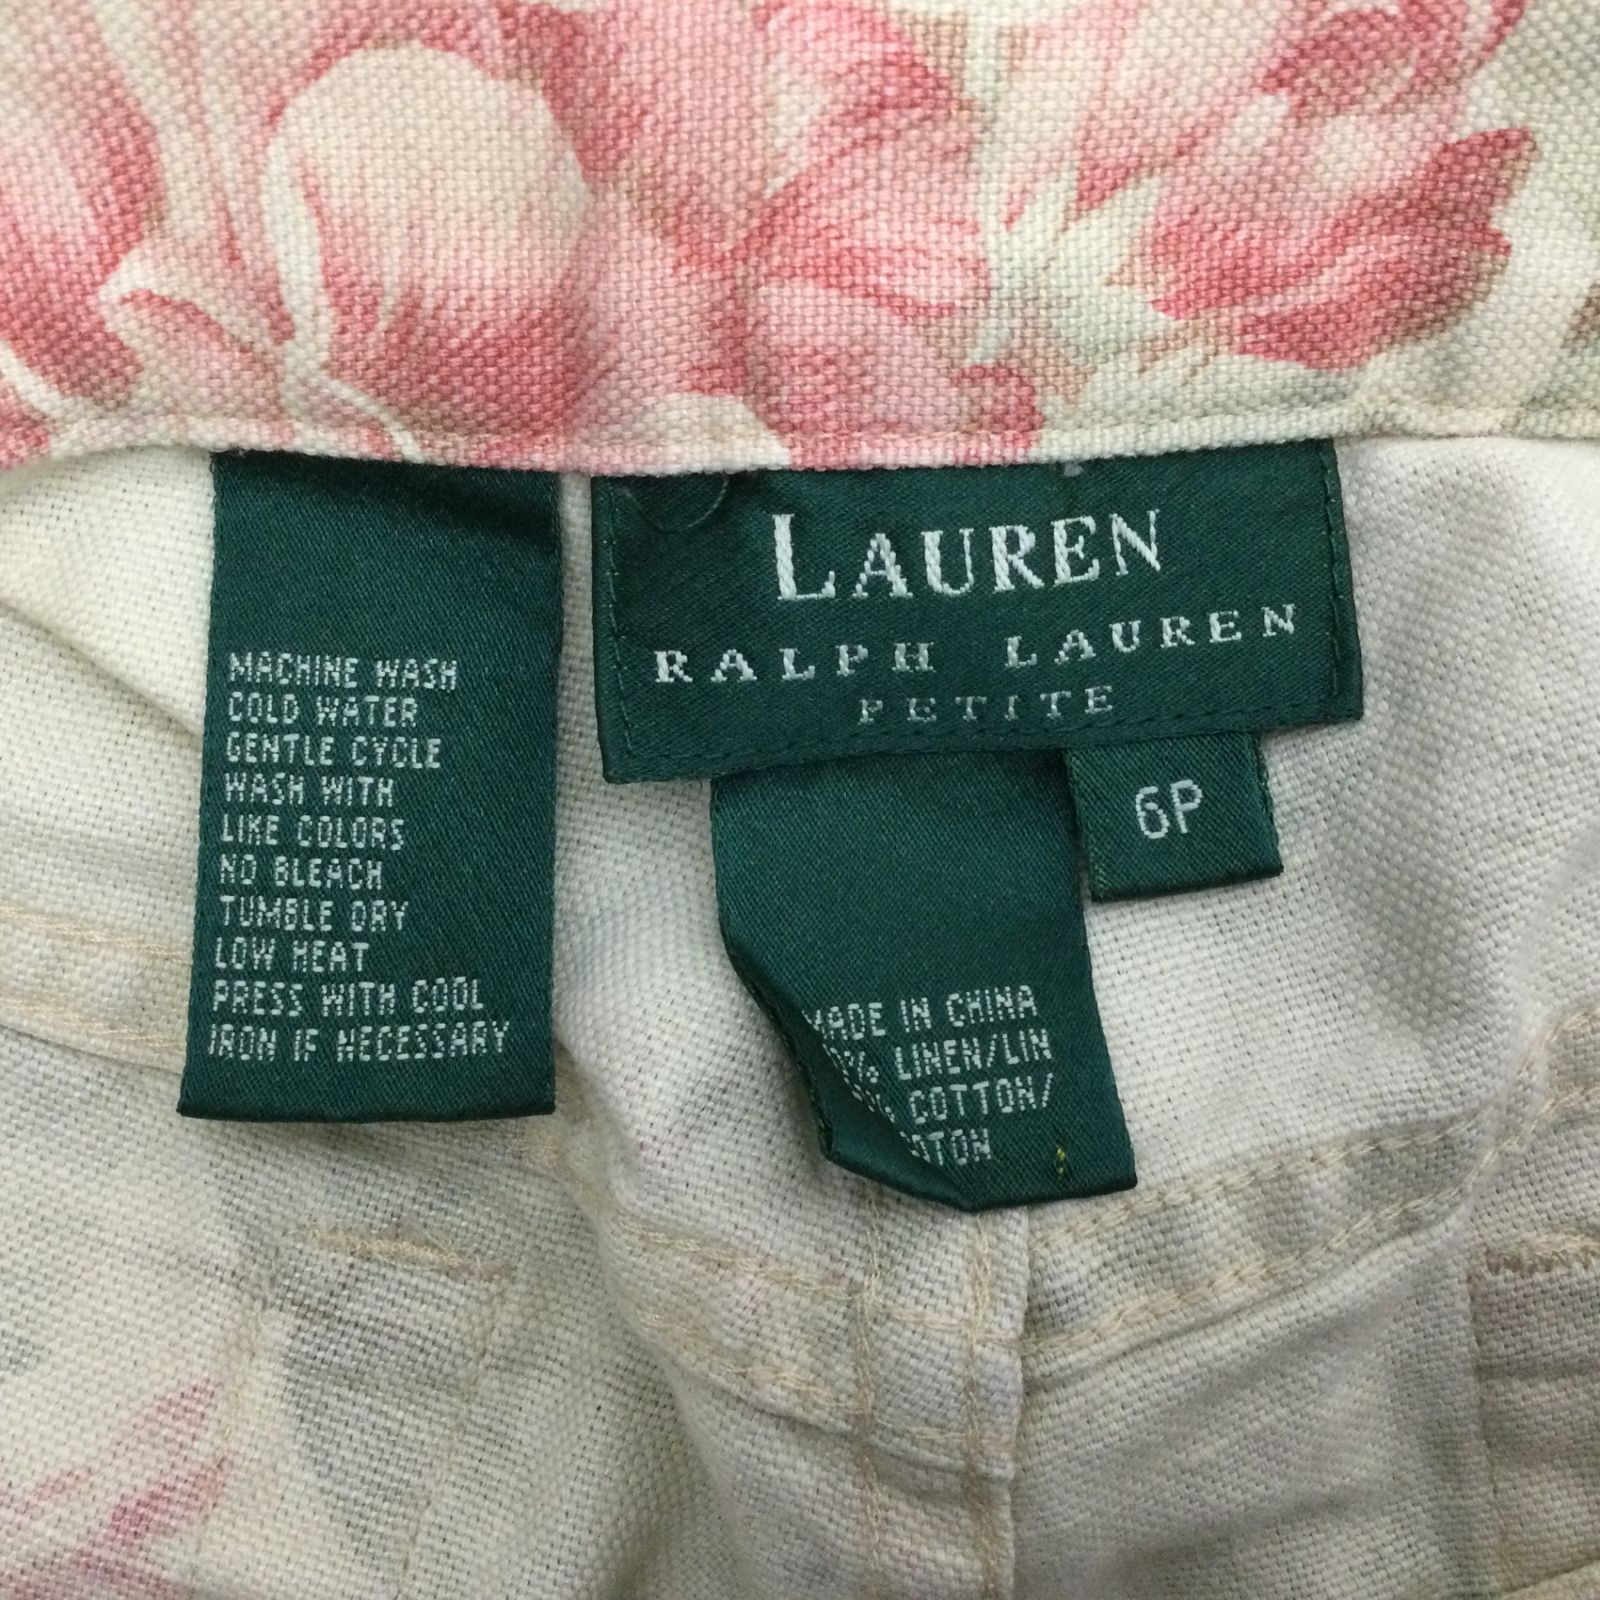 MACHINE WASH
COLD WATER
GENTLE CYCLE
WASH WITH
LIKE COLORS
NO BLEACH
TUMBLE DRY
LOW HEAT
PRESS WITH COOL
IRON IF NECESSARY
LAUREN
RALPH LAUREN
PETITE
6P
MADE IN CHINA
% LINEN/LIN
% COTTON/